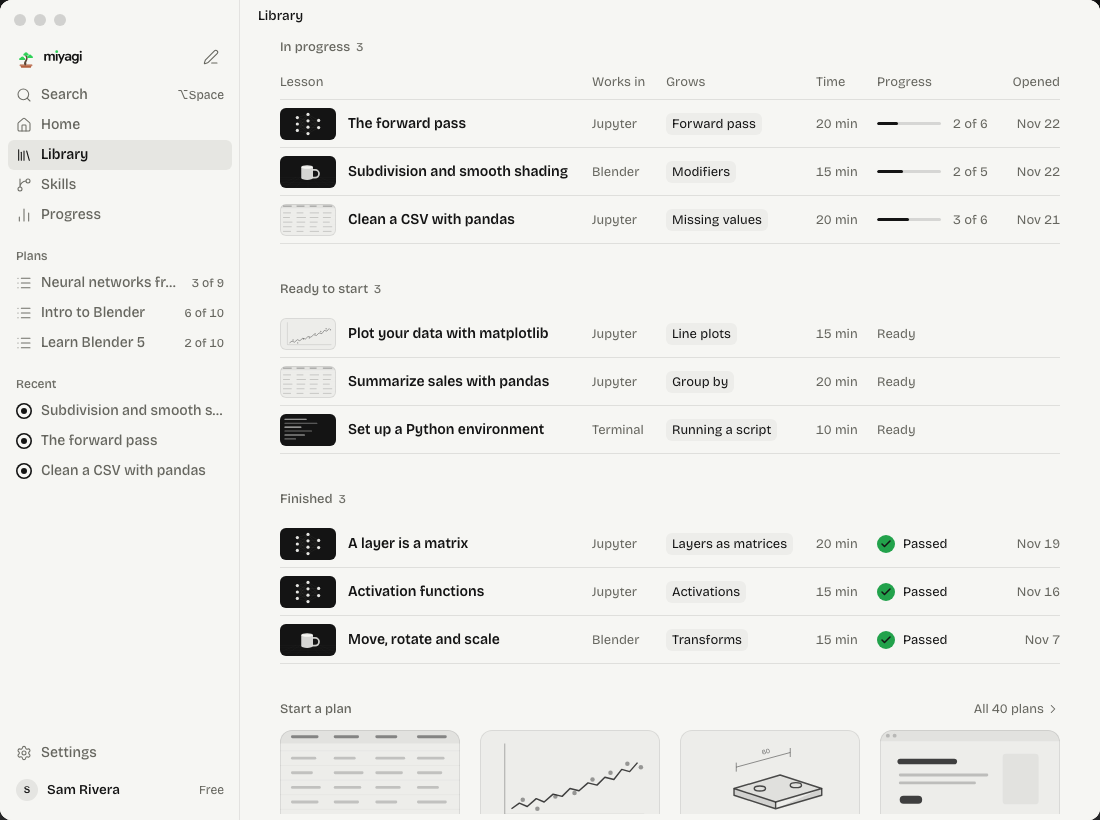 Library
miyagi
Search ⌥Space
Home
Library
Skills
Progress
Plans
Neural networks fr... 3 of 9
Intro to Blender 6 of 10
Learn Blender 5 2 of 10
Recent
Subdivision and smooth s...
The forward pass
Clean a CSV with pandas
Settings
S Sam Rivera Free
In progress 3
Lesson Works in Grows Time Progress Opened
The forward pass Jupyter Forward pass 20 min 2 of 6 Nov 22
Subdivision and smooth shading Blender Modifiers 15 min 2 of 5 Nov 22
Clean a CSV with pandas Jupyter Missing values 20 min 3 of 6 Nov 21
Ready to start 3
Plot your data with matplotlib Jupyter Line plots 15 min Ready
Summarize sales with pandas Jupyter Group by 20 min Ready
Set up a Python environment Terminal Running a script 10 min Ready
Finished 3
A layer is a matrix Jupyter Layers as matrices 20 min Passed Nov 19
Activation functions Jupyter Activations 15 min Passed Nov 16
Move, rotate and scale Blender Transforms 15 min Passed Nov 7
Start a plan All 40 plans
60